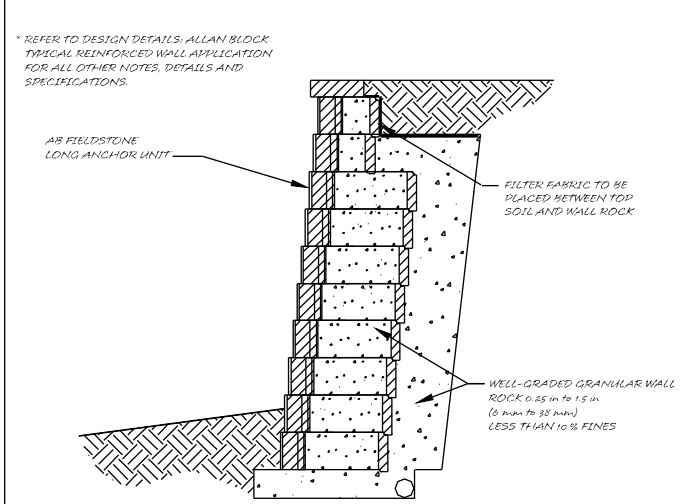 * REFER TO DESIGN DETAILS: ALLAN BLOCK
TYPICAL REINFORCED WALL APPLICATION
FOR ALL OTHER NOTES, DETAILS AND
SPECIFICATIONS.
AB FIELDSTONE
LONG ANCHOR UNIT
FILTER FABRIC TO BE
PLACED BETWEEN TOP
SOIL AND WALL ROCK
WELL-GRADED GRANULAR WALL
ROCK 0.25 in to 1.5 in
(6 mm to 38 mm)
LESS THAN 10 % FINES